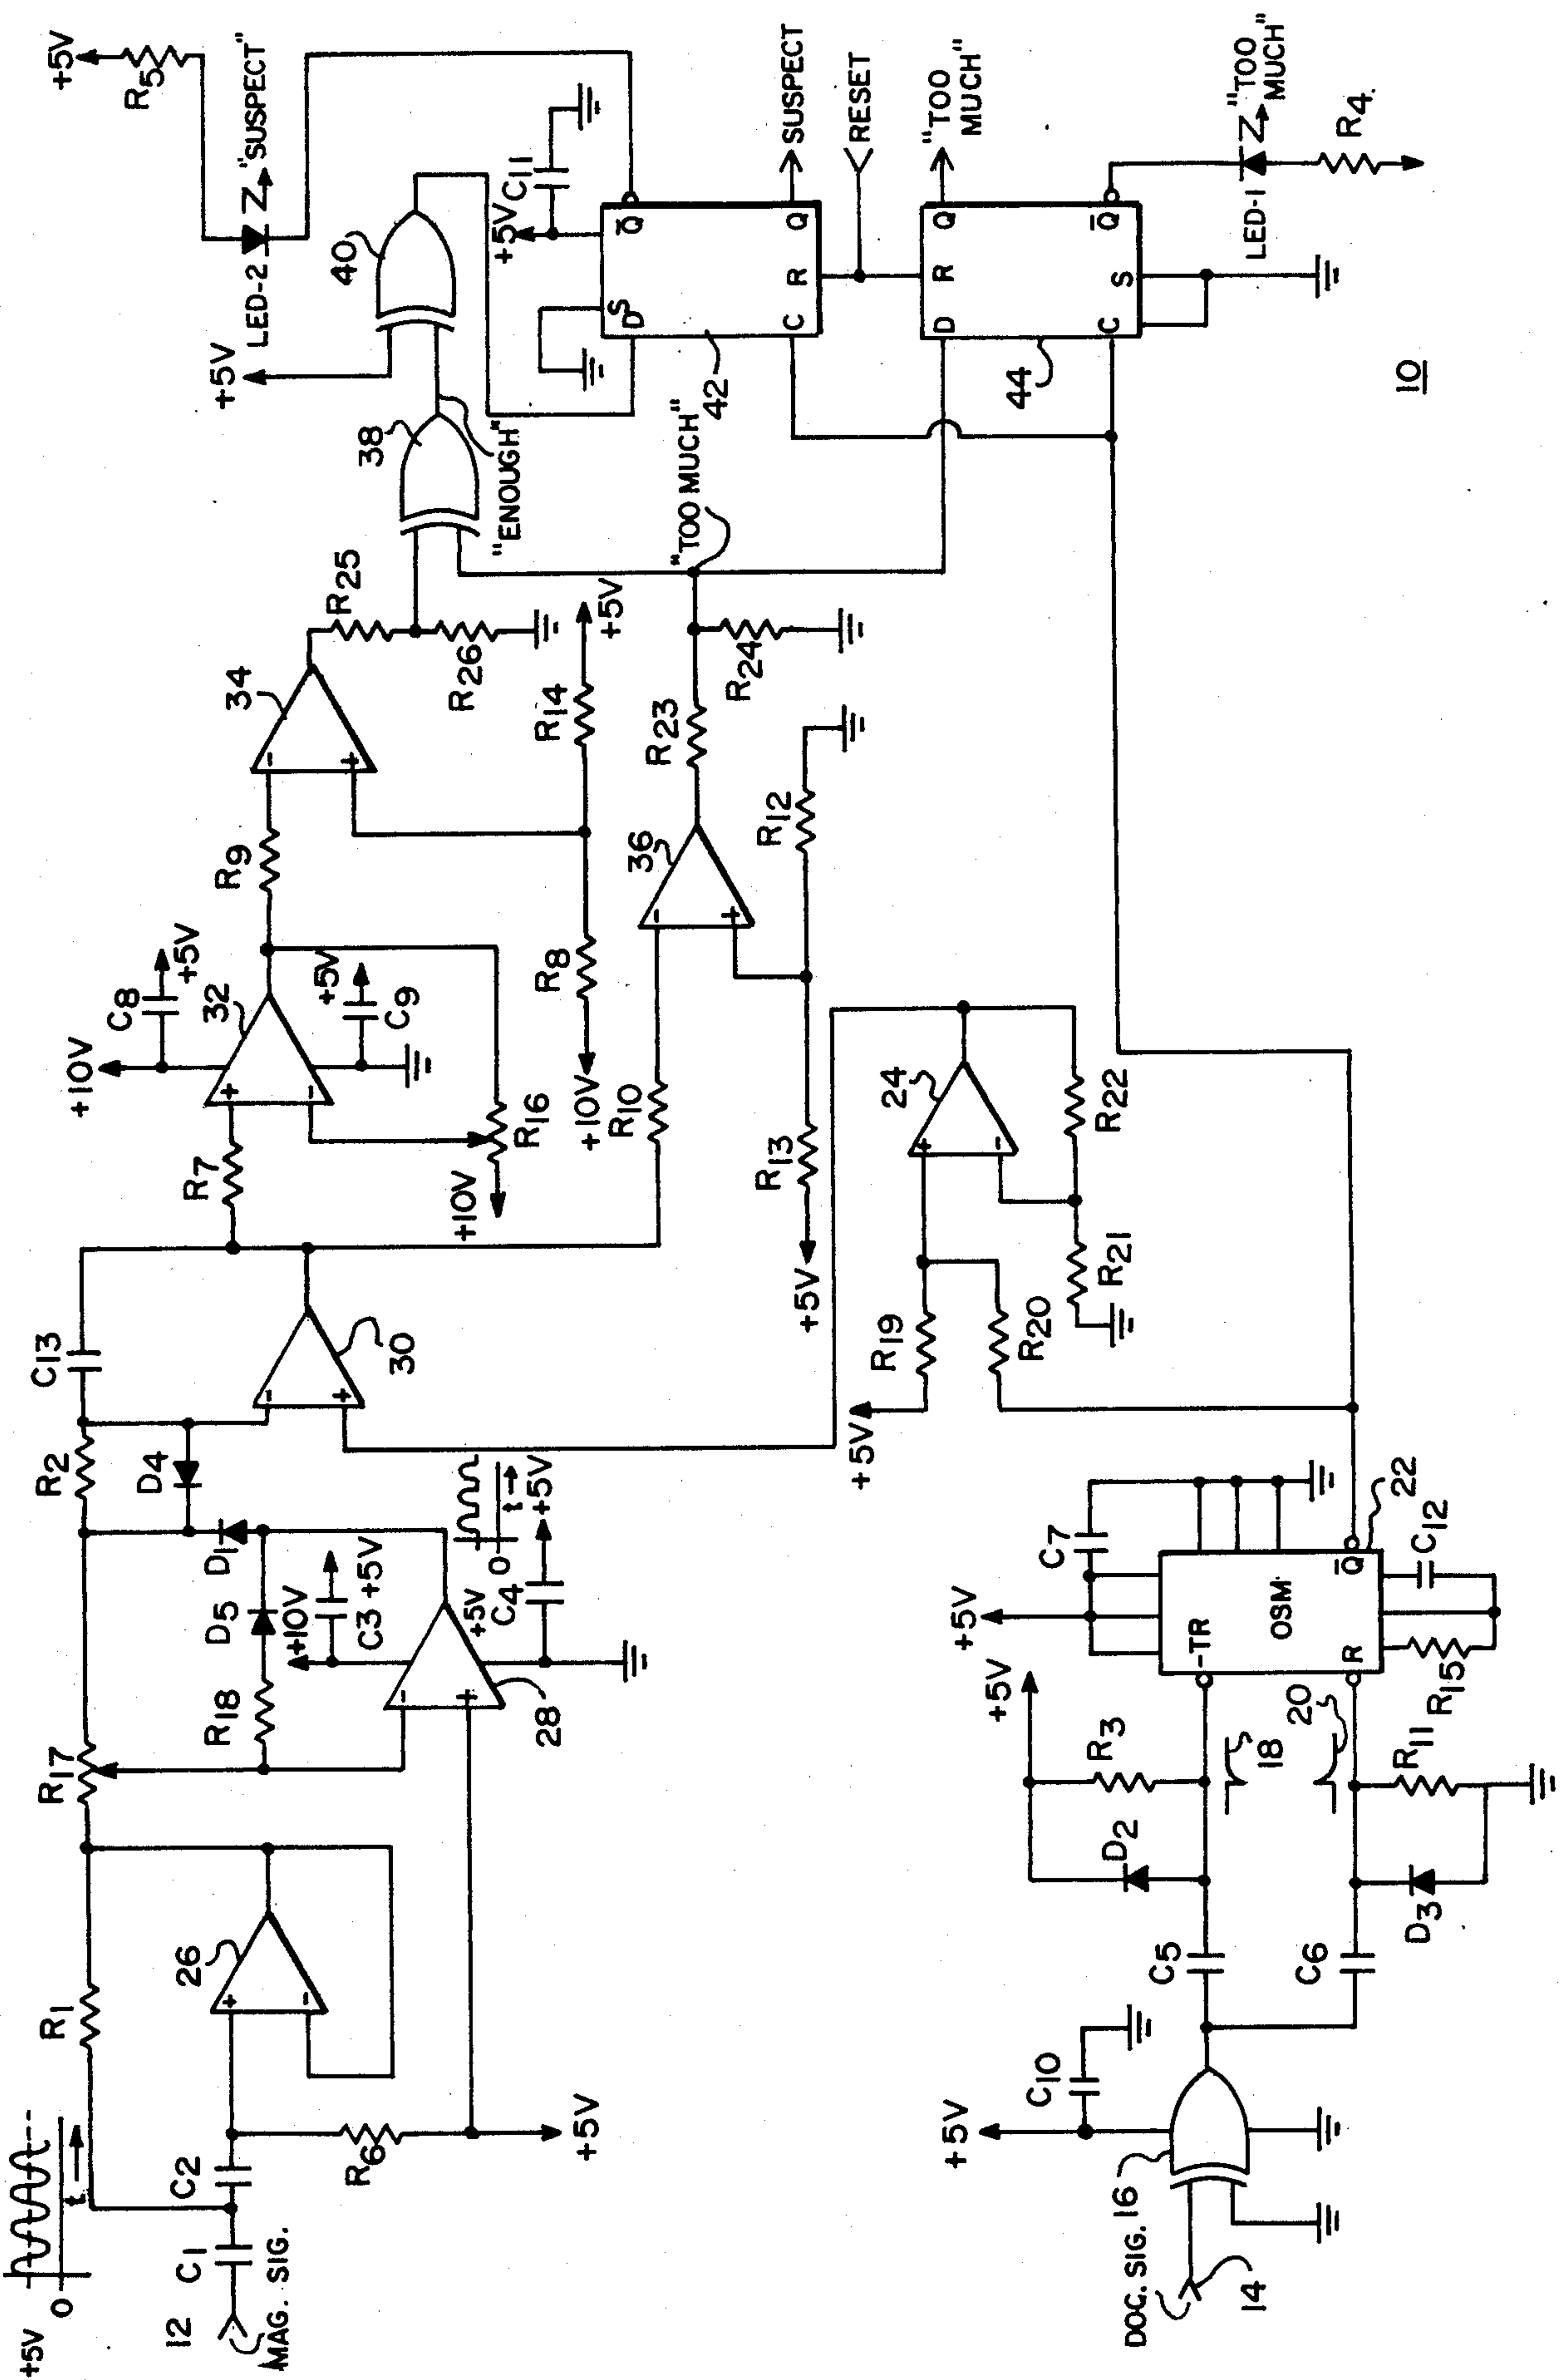 +5V
0
t
12
MAG. SIG.
C1
C2
R1
R6
+5V
26
R17
R18
D5
D1
D4
R2
C13
+10V
C3
+5V
28
+5V
0
t
C4
+5V
30
R7
+10V
C8
+5V
32
+5V
C9
R16
+10V
R9
34
R25
R26
R8
+10V
R14
+5V
R10
36
R23
R24
R12
R13
+5V
"TOO MUCH"
38
"ENOUGH"
40
+5V
LED-2
"SUSPECT"
R5
+5V
+5V
C11
S
D
Q
Q
R
C
42
SUSPECT
RESET
D
R
Q
Q
C
S
44
"TOO
MUCH"
LED-1
"TOO
MUCH"
R4
10
DOC. SIG.
14
16
+5V
C10
C5
C6
D2
D3
R3
+5V
18
20
R11
-TR
OSM
R
Q
R15
C12
22
+5V
C7
+5V
R19
R20
24
R21
R22